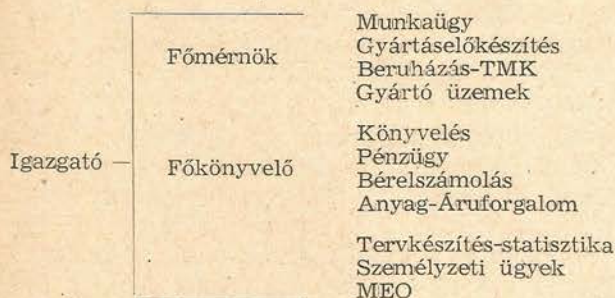 Munkaügy
Gyártáselőkészítés
Főmérnök
Beruházás-TMK
Gyártó üzemek
Könyvelés
Pénzügy
Igazgató
Főkönyvelő
Bérelszámolás
Anyag-Áruforgalom
Tervkészítés-statisztika
Személyzeti ügyek
MEO